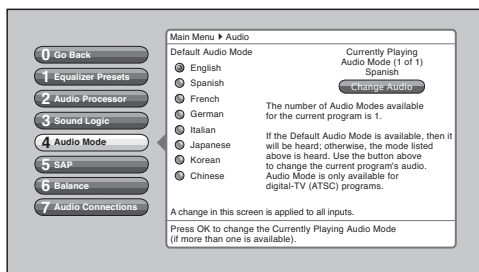 0 Go Back
1 Equalizer Presets
2 Audio Processor
3 Sound Logic
4 Audio Mode
5 SAP
6 Balance
7 Audio Connections
Main Menu ▶ Audio
Default Audio Mode
English
Spanish
French
German
Italian
Japanese
Korean
Chinese
Currently Playing
Audio Mode (1 of 1)
Spanish
Change Audio
The number of Audio Modes available
for the current program is 1.
If the Default Audio Mode is available, then it
will be heard; otherwise, the mode listed
above is heard. Use the button above
to change the current program's audio.
Audio Mode is only available for
digital-TV (ATSC) programs.
A change in this screen is applied to all inputs.
Press OK to change the Currently Playing Audio Mode
(if more than one is available).